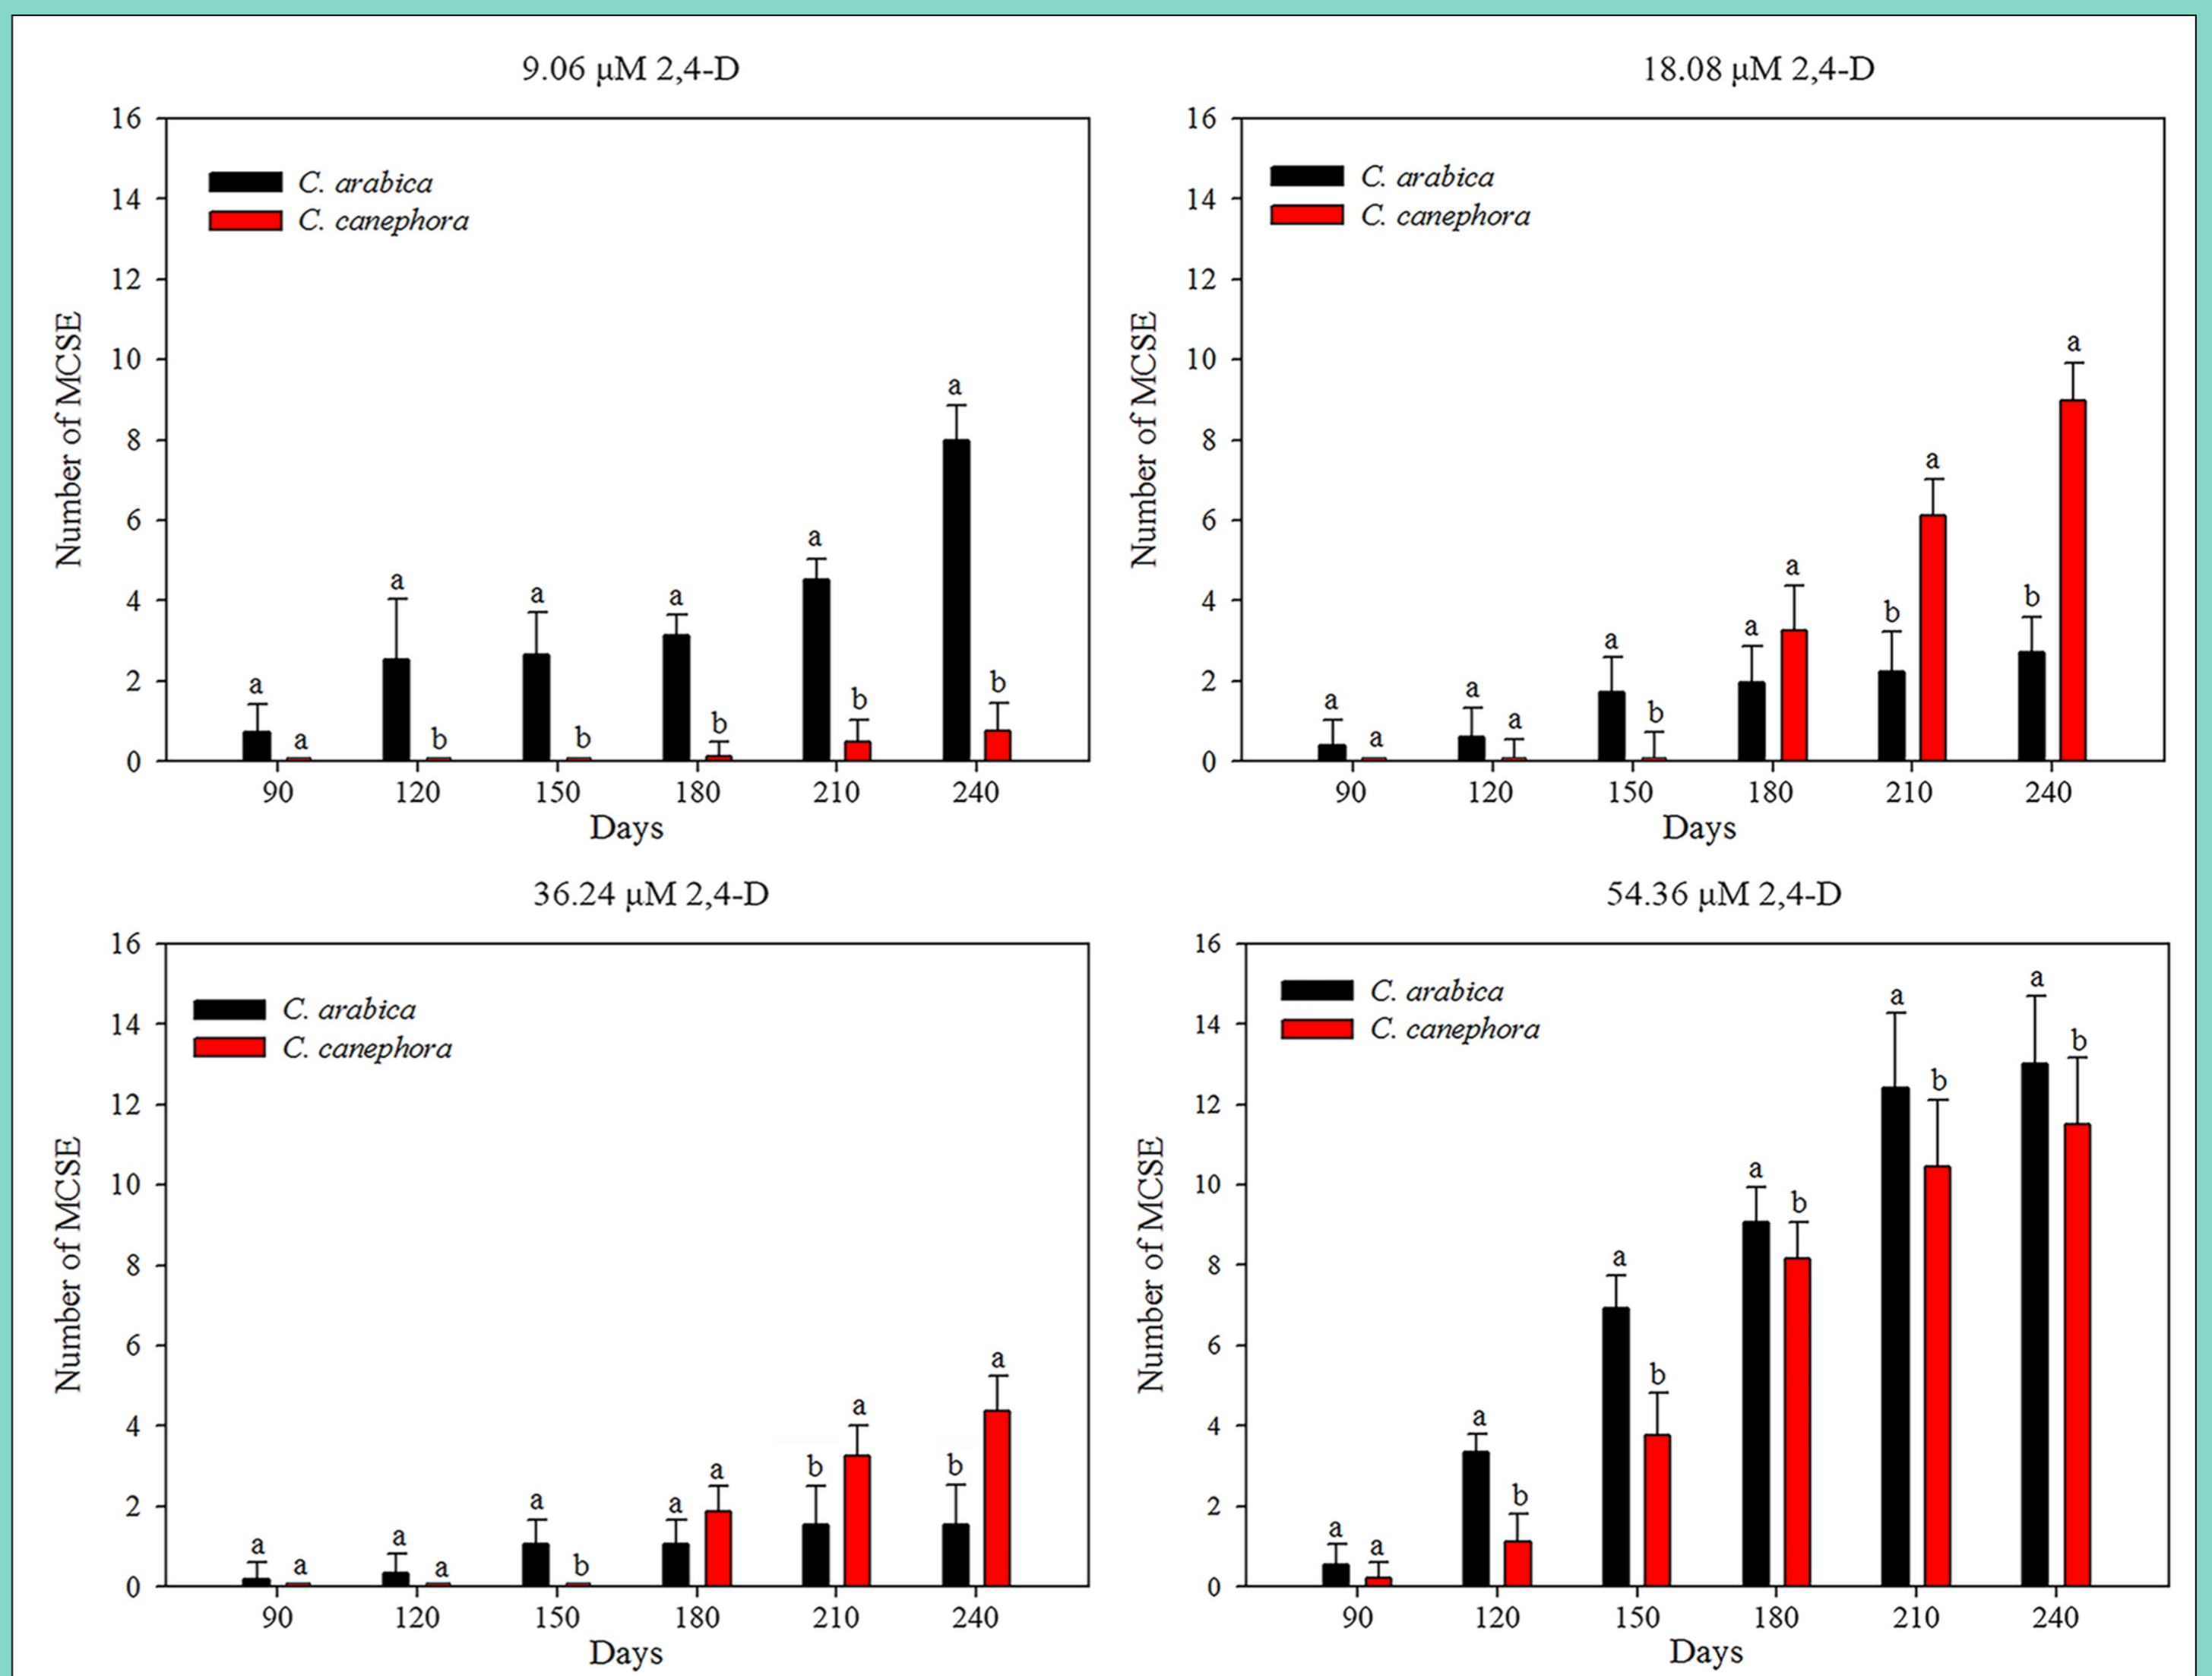 9.06 µM 2,4-D
16
14
12
10
8
6
4
2
0
Number of MCSE
C. arabica
C. canephora
a a
a b
a b
a b
a b
a b
90 120 150 180 210 240
Days
18.08 µM 2,4-D
16
14
12
10
8
6
4
2
0
Number of MCSE
C. arabica
C. canephora
a a
a a
a b
a a
b a
b a
90 120 150 180 210 240
Days
36.24 µM 2,4-D
16
14
12
10
8
6
4
2
0
Number of MCSE
C. arabica
C. canephora
a a
a a
a b
a a
b a
b a
90 120 150 180 210 240
Days
54.36 µM 2,4-D
16
14
12
10
8
6
4
2
0
Number of MCSE
C. arabica
C. canephora
a a
a b
a b
a b
a b
a b
90 120 150 180 210 240
Days